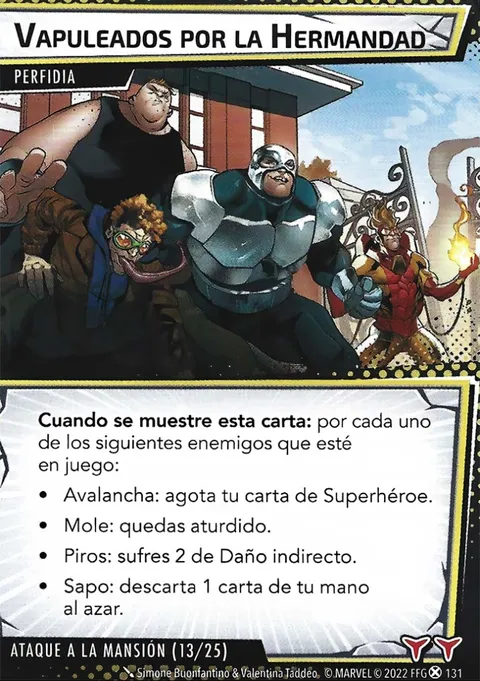 VAPULEADOS POR LA HERMANDAD
PERFIDIA
Cuando se muestre esta carta: por cada uno
de los siguientes enemigos que esté
en juego:
• Avalancha: agota tu carta de Superhéroe.
• Mole: quedas aturdido.
• Piros: sufres 2 de Daño indirecto.
• Sapo: descarta 1 carta de tu mano
al azar.
ATAQUE A LA MANSIÓN (13/25)
Simone Buonfantino & Valentina Taddeo © MARVEL © 2022 FFG 131